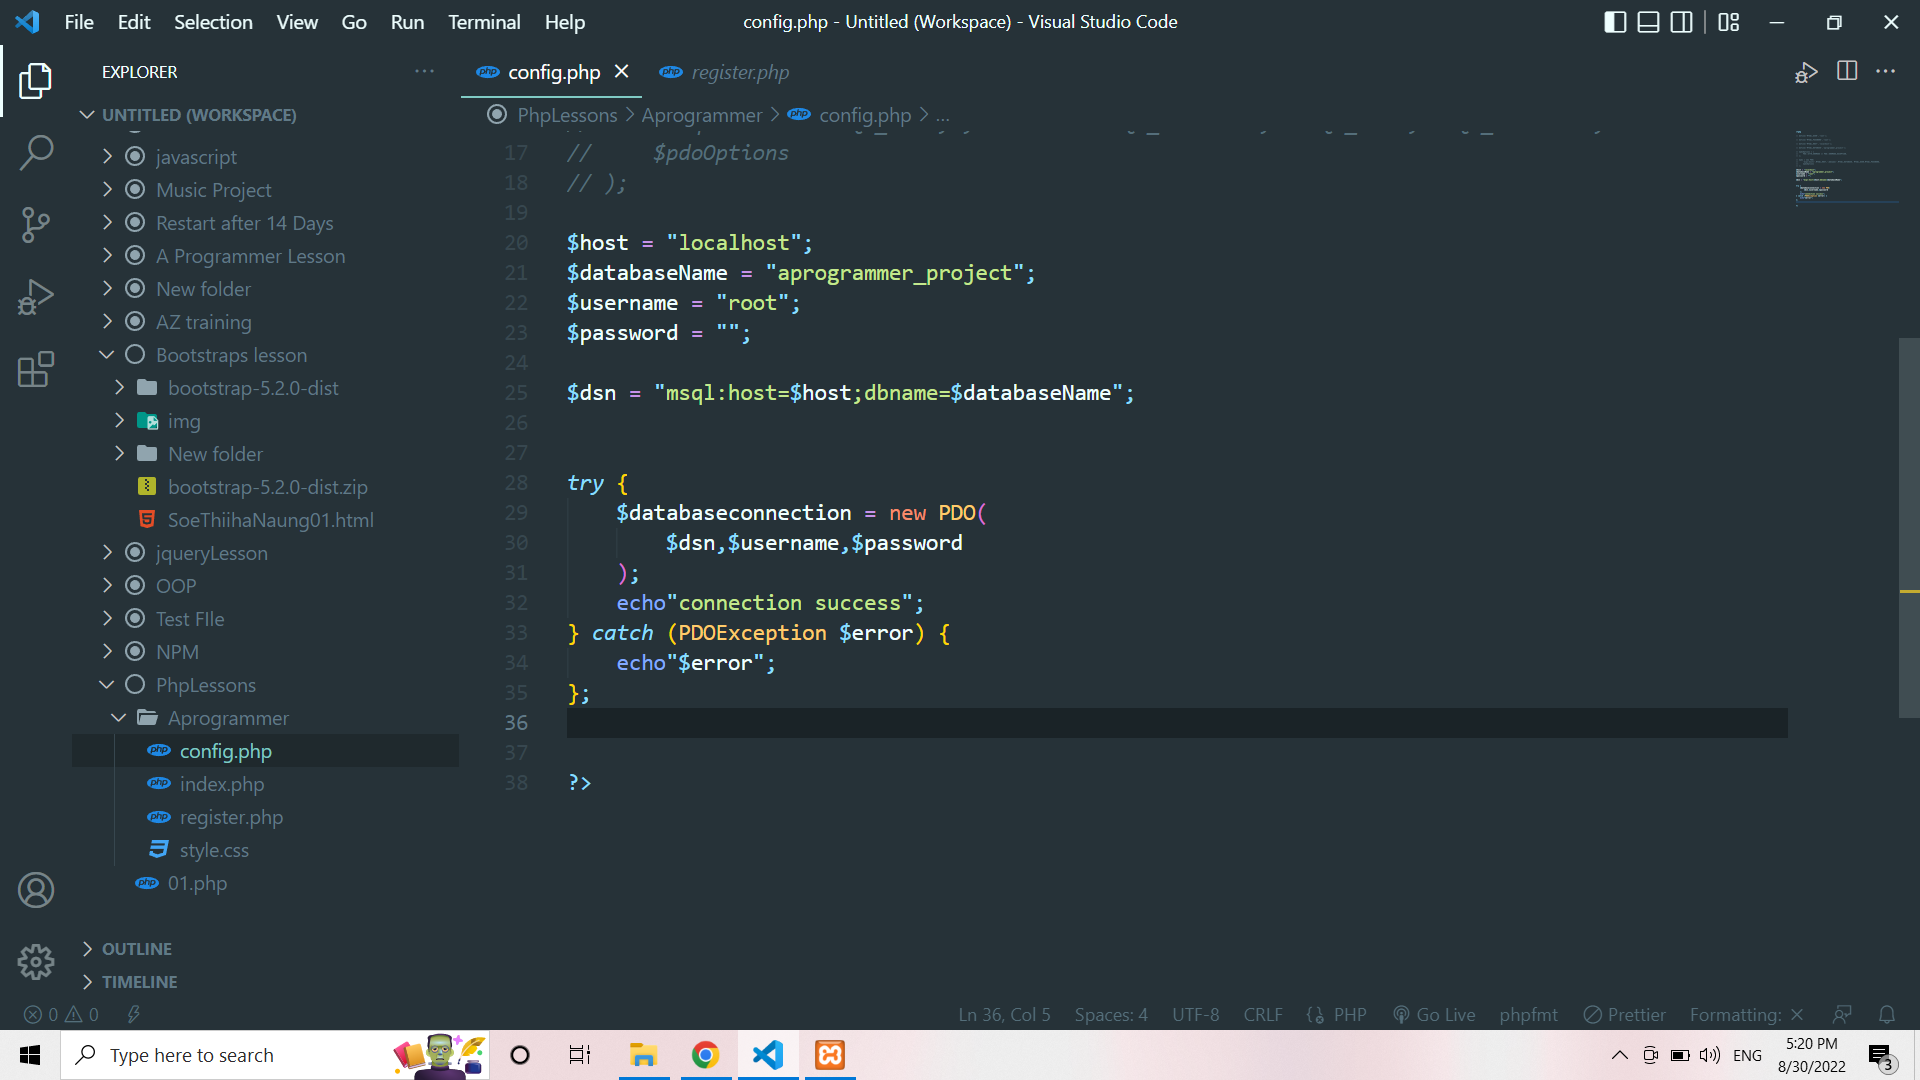 File Edit Selection View Go Run Terminal Help
config.php - Untitled (Workspace) - Visual Studio Code
EXPLORER
config.php
register.php
UNTITLED (WORKSPACE)
PhpLessons > Aprogrammer > config.php > ...
javascript
Music Project
Restart after 14 Days
A Programmer Lesson
New folder
AZ training
Bootstraps lesson
bootstrap-5.2.0-dist
img
New folder
bootstrap-5.2.0-dist.zip
SoeThiihaNaung01.html
jqueryLesson
OOP
Test FIle
NPM
PhpLessons
Aprogrammer
config.php
index.php
register.php
style.css
01.php
OUTLINE
TIMELINE
17 // $pdoOptions
18 // );
19
20 $host = "localhost";
21 $databaseName = "aprogrammer_project";
22 $username = "root";
23 $password = "";
24
25 $dsn = "msql:host=$host;dbname=$databaseName";
26
27
28 try {
29 $databaseconnection = new PDO(
30 $dsn,$username,$password
31 );
32 echo"connection success";
33 } catch (PDOException $error) {
34 echo"$error";
35 };
36
37
38 ?>
0 0
Ln 36, Col 5 Spaces: 4 UTF-8 CRLF PHP Go Live phpfmt Prettier Formatting: ×
Type here to search
ENG
5:20 PM
8/30/2022
3